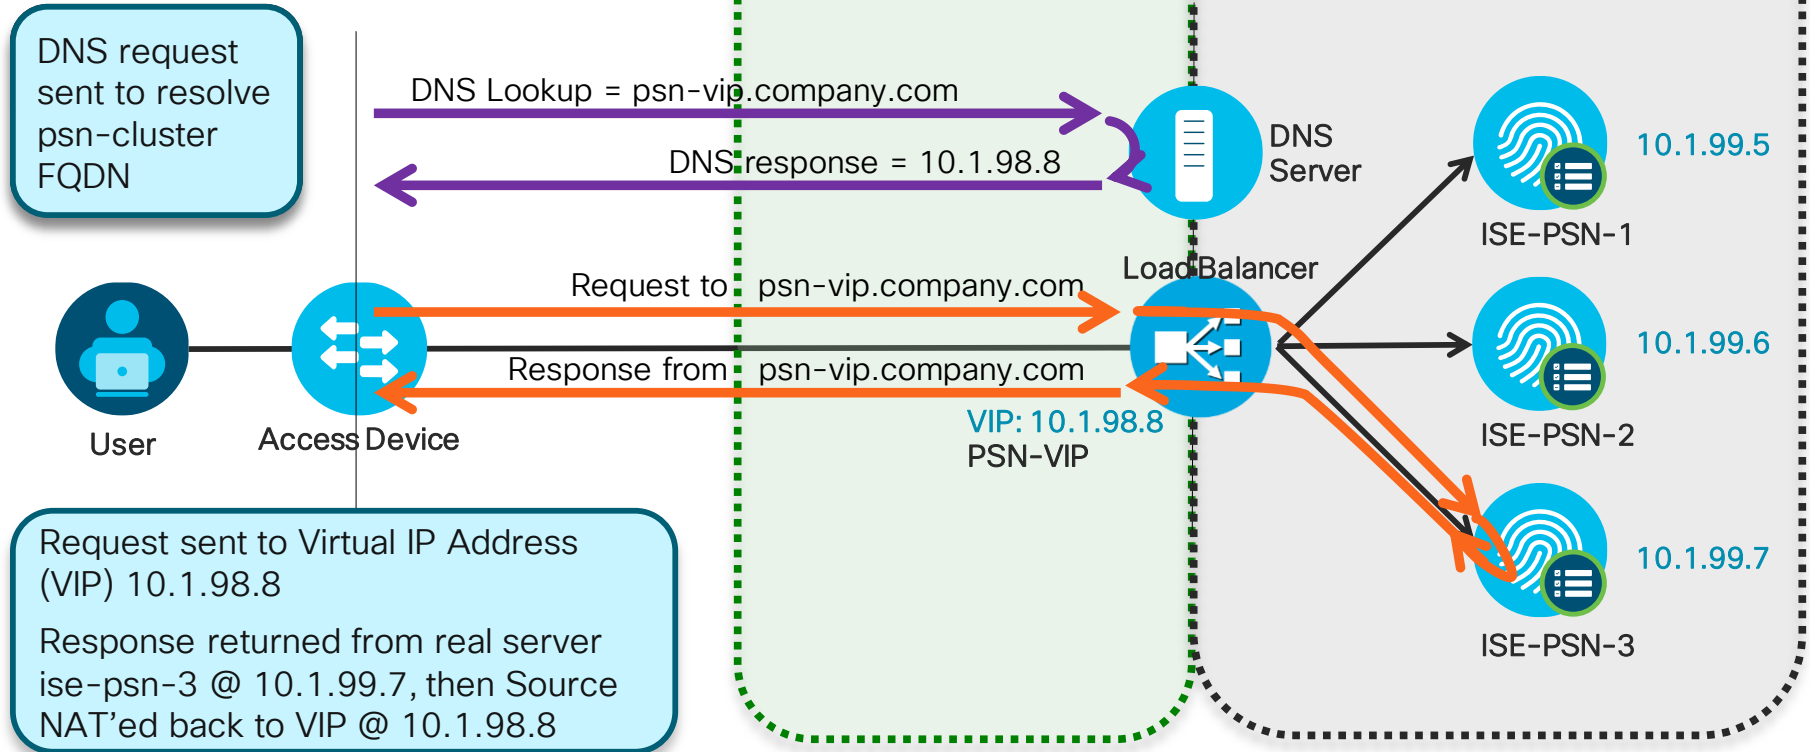 DNS request
sent to resolve
psn-cluster
FQDN
DNS Lookup = psn-vip.company.com
DNS response = 10.1.98.8
DNS
Server
10.1.99.5
ISE-PSN-1
Load Balancer
Request to psn-vip.company.com
Response from psn-vip.company.com
10.1.99.6
ISE-PSN-2
User
Access Device
VIP: 10.1.98.8
PSN-VIP
10.1.99.7
ISE-PSN-3
Request sent to Virtual IP Address
(VIP) 10.1.98.8
Response returned from real server
ise-psn-3 @ 10.1.99.7, then Source
NAT’ed back to VIP @ 10.1.98.8